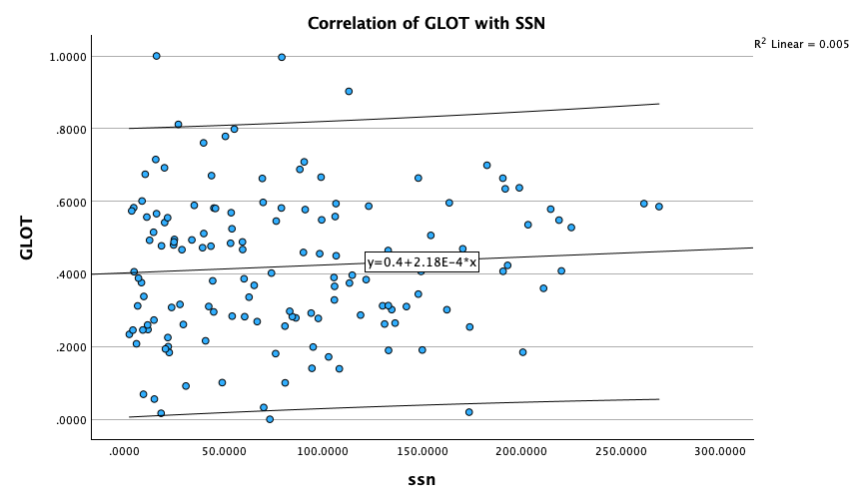 Correlation of GLOT with SSN
R² Linear = 0.005
1.0000
.8000
.6000
.4000
.2000
.0000
GLOT
y=0.4+2.18E-4*x
.0000 50.0000 100.0000 150.0000 200.0000 250.0000 300.0000
ssn